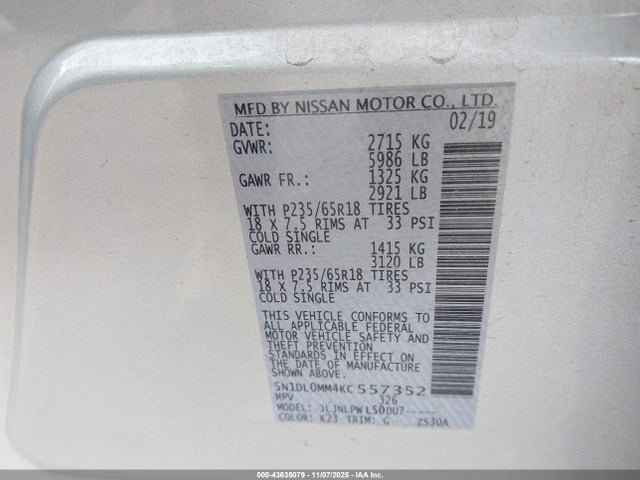 MFD BY NISSAN MOTOR CO., LTD.
DATE: 02/19
GVWR: 2715 KG
5986 LB
GAWR FR.: 1325 KG
2921 LB
WITH P235/65R18 TIRES
18 X 7.5 RIMS AT 33 PSI
COLD SINGLE
GAWR RR.: 1415 KG
3120 LB
WITH P235/65R18 TIRES
18 X 7.5 RIMS AT 33 PSI
COLD SINGLE
THIS VEHICLE CONFORMS TO
ALL APPLICABLE FEDERAL
MOTOR VEHICLE SAFETY AND
THEFT PREVENTION
STANDARDS IN EFFECT ON
THE DATE OF MANUFACTURE
SHOWN ABOVE.
5N1DL0MM4KC557352
MPV 326
MODEL: JLJNLPWL50DU7-----
COLOR: K23 TRIM: G ZS30A
000-43635079 — 11/07/2025 — IAA Inc. Copyright